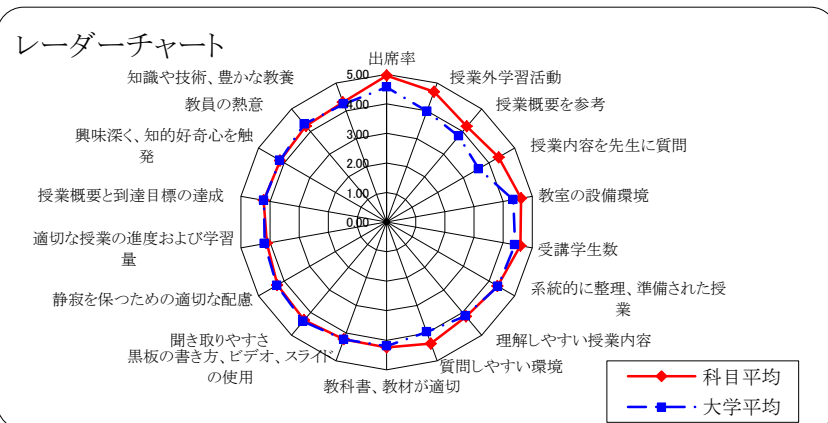 レーダーチャート
出席率
授業外学習活動
授業概要を参考
授業内容を先生に質問
教室の設備環境
受講学生数
系統的に整理、準備された授
業
理解しやすい授業内容
質問しやすい環境
教科書、教材が適切
黒板の書き方、ビデオ、スライド
の使用
聞き取りやすさ
静寂を保つための適切な配慮
適切な授業の進度および学習
量
授業概要と到達目標の達成
興味深く、知的好奇心を触
発
教員の熱意
知識や技術、豊かな教養
5.00
4.00
3.00
2.00
1.00
0.00
科目平均
大学平均